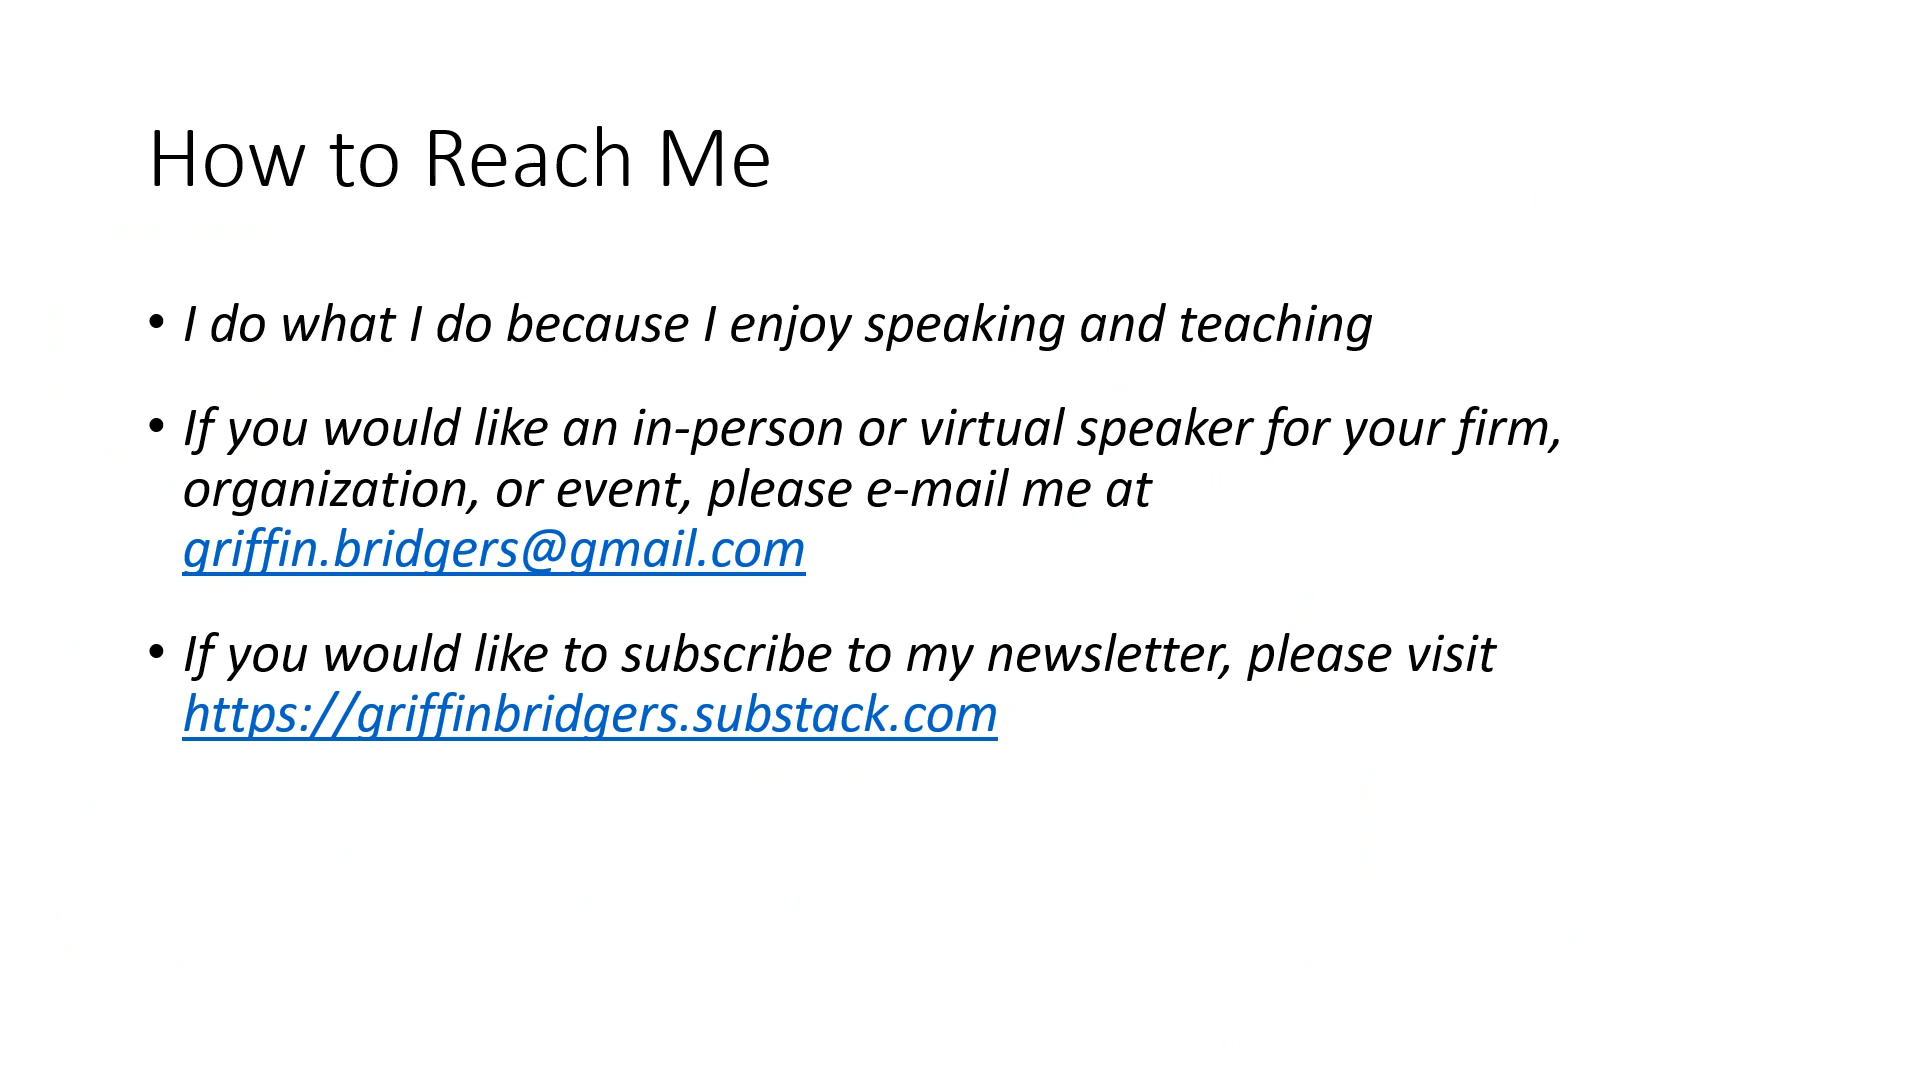 How to Reach Me
• I do what I do because I enjoy speaking and teaching
• If you would like an in-person or virtual speaker for your firm,
organization, or event, please e-mail me at
griffin.bridgers@gmail.com
• If you would like to subscribe to my newsletter, please visit
https://griffinbridgers.substack.com